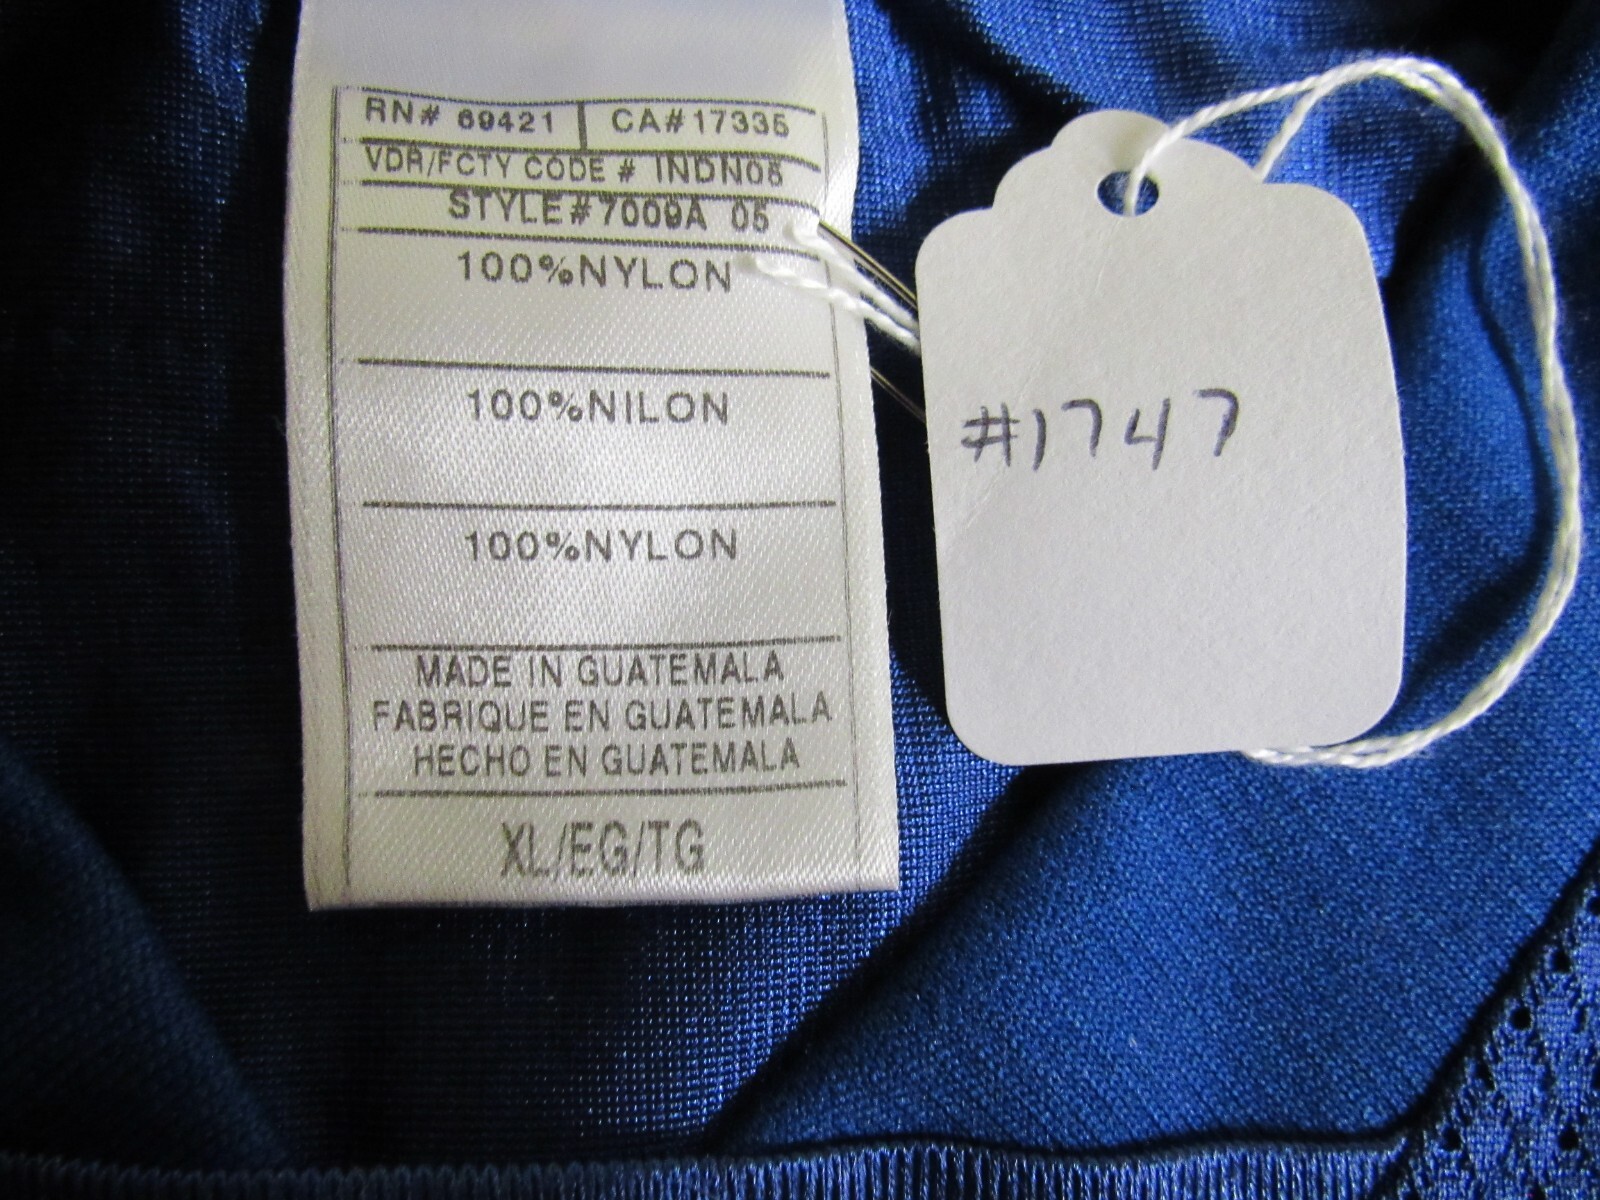 RN# 69421 CA# 17335
VDR/FCTY CODE # INDN05
STYLE# 7009A 05
100%NYLON
100%NILON
100%NYLON
MADE IN GUATEMALA
FABRIQUE EN GUATEMALA
HECHO EN GUATEMALA
XL/EG/TG
#1747